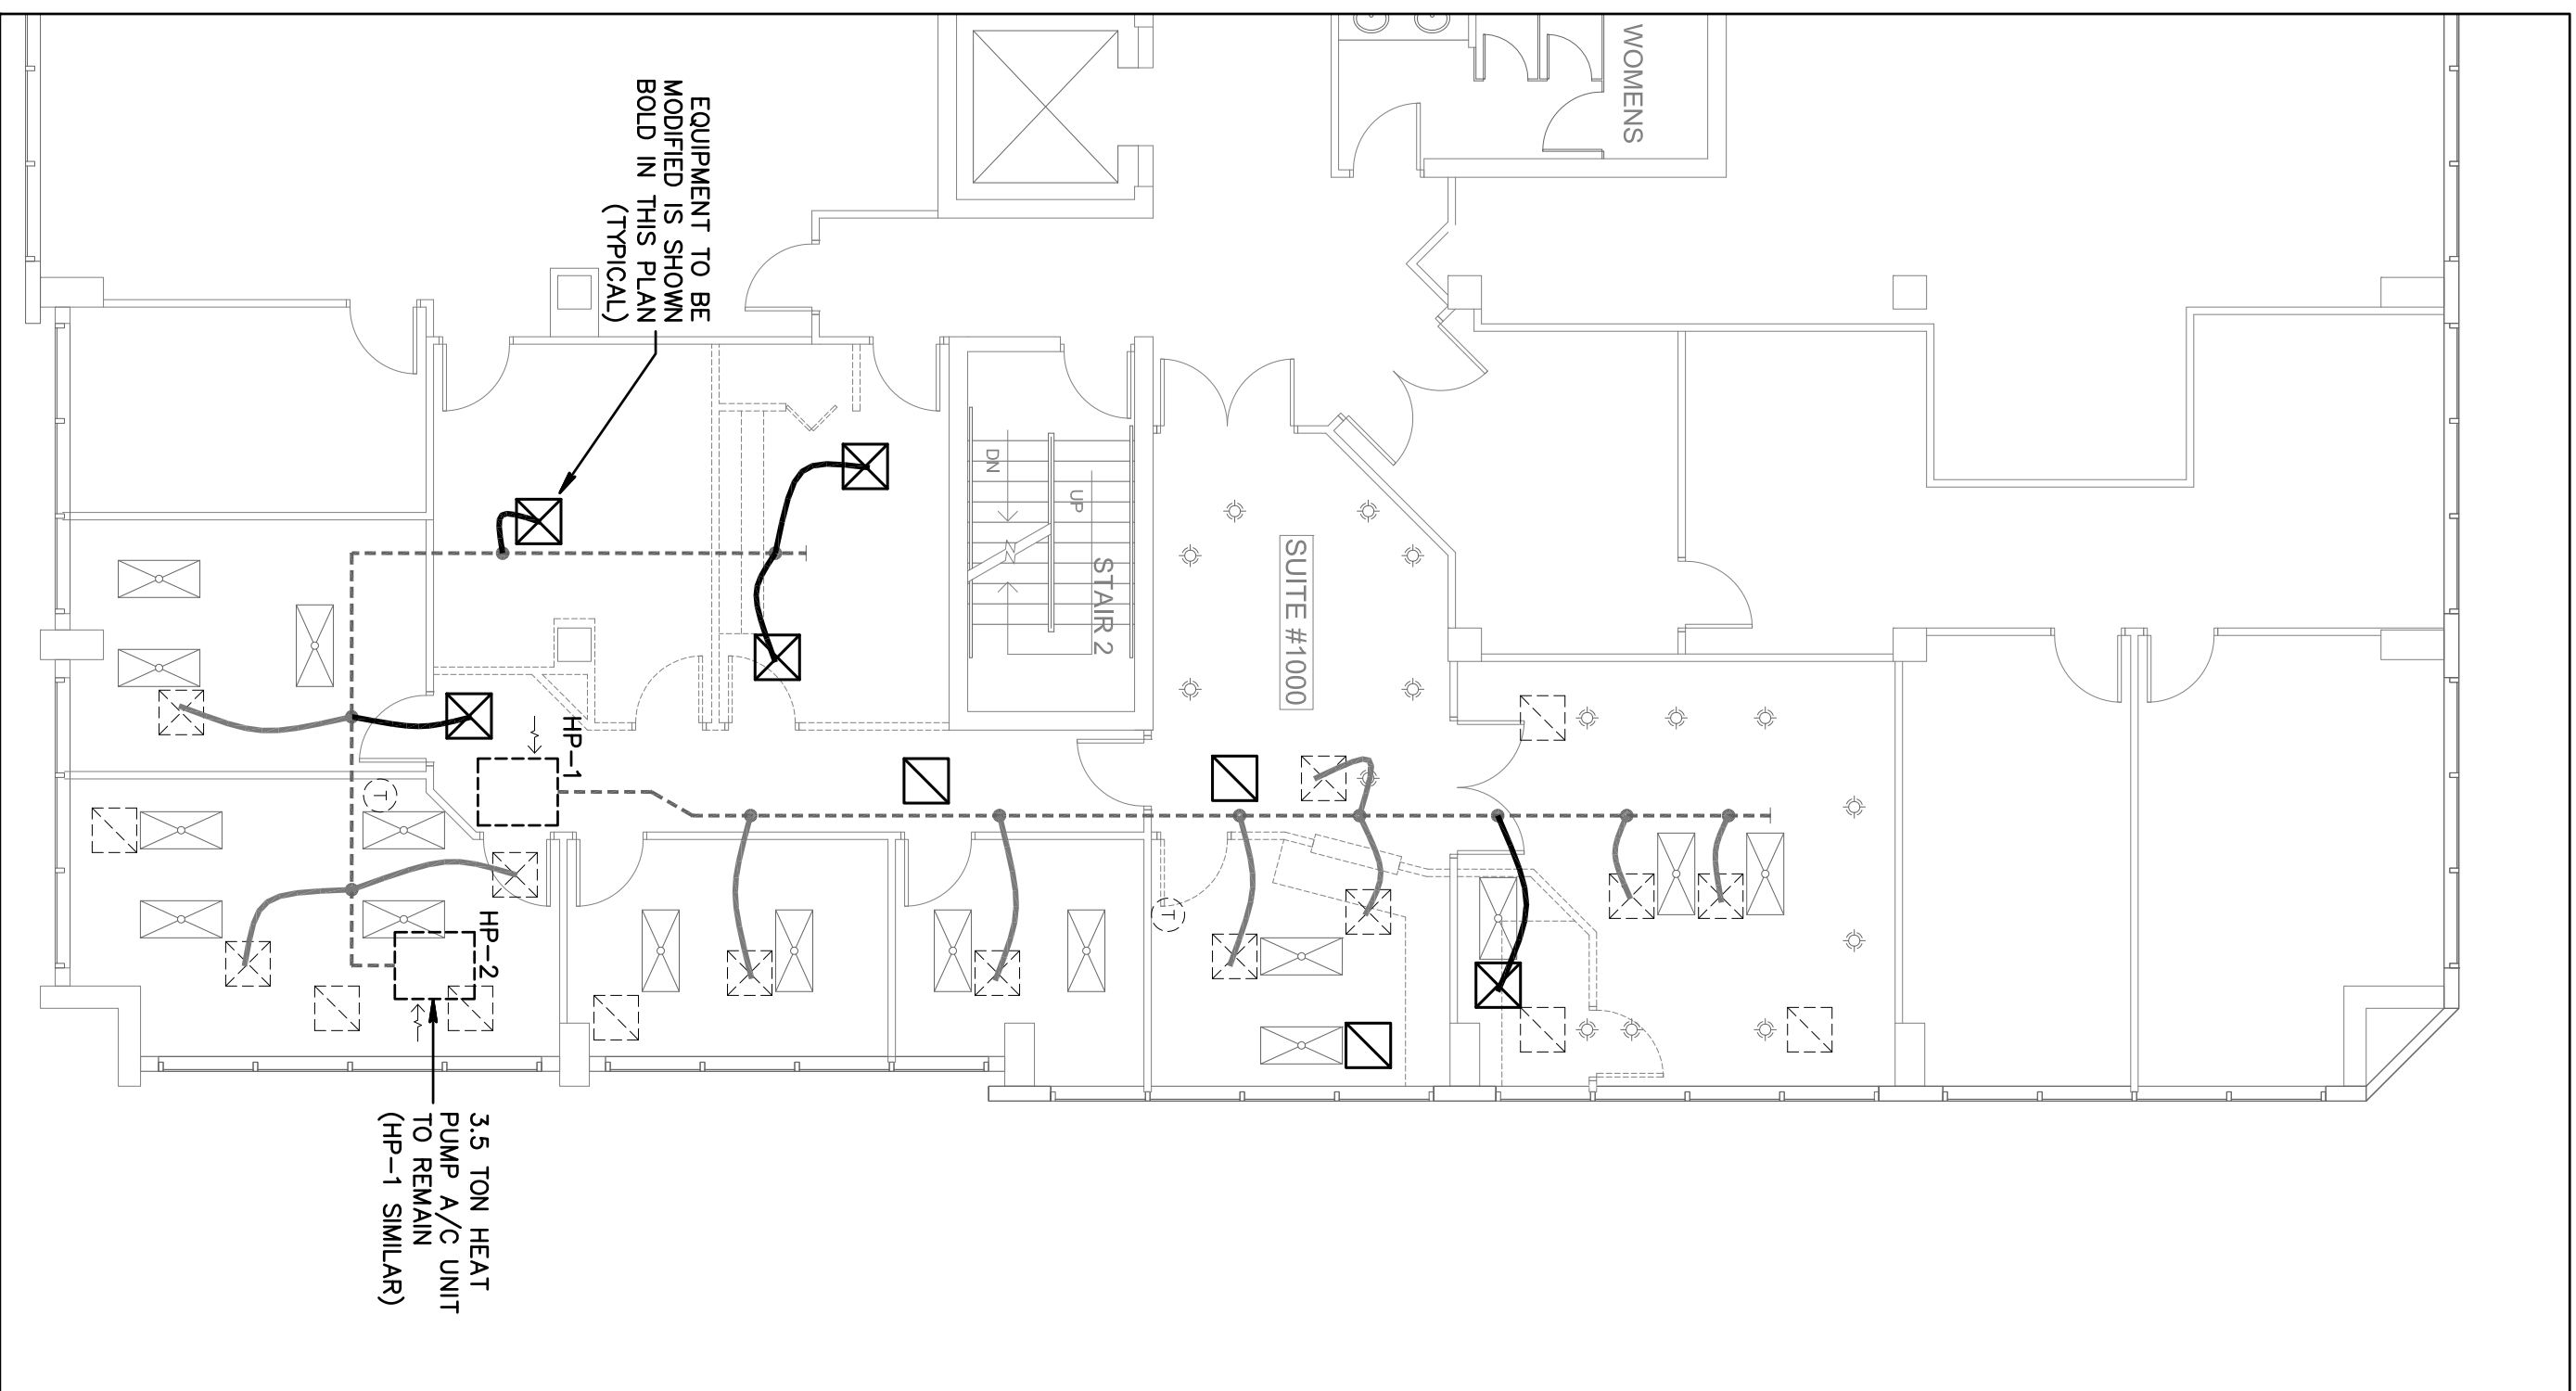 WOMENS
EQUIPMENT TO BE
MODIFIED IS SHOWN
BOLD IN THIS PLAN
(TYPICAL)
DN
UP
STAIR 2
SUITE #1000
HP-1
T
T
HP-2
3.5 TON HEAT
PUMP A/C UNIT
TO REMAIN
(HP-1 SIMILAR)